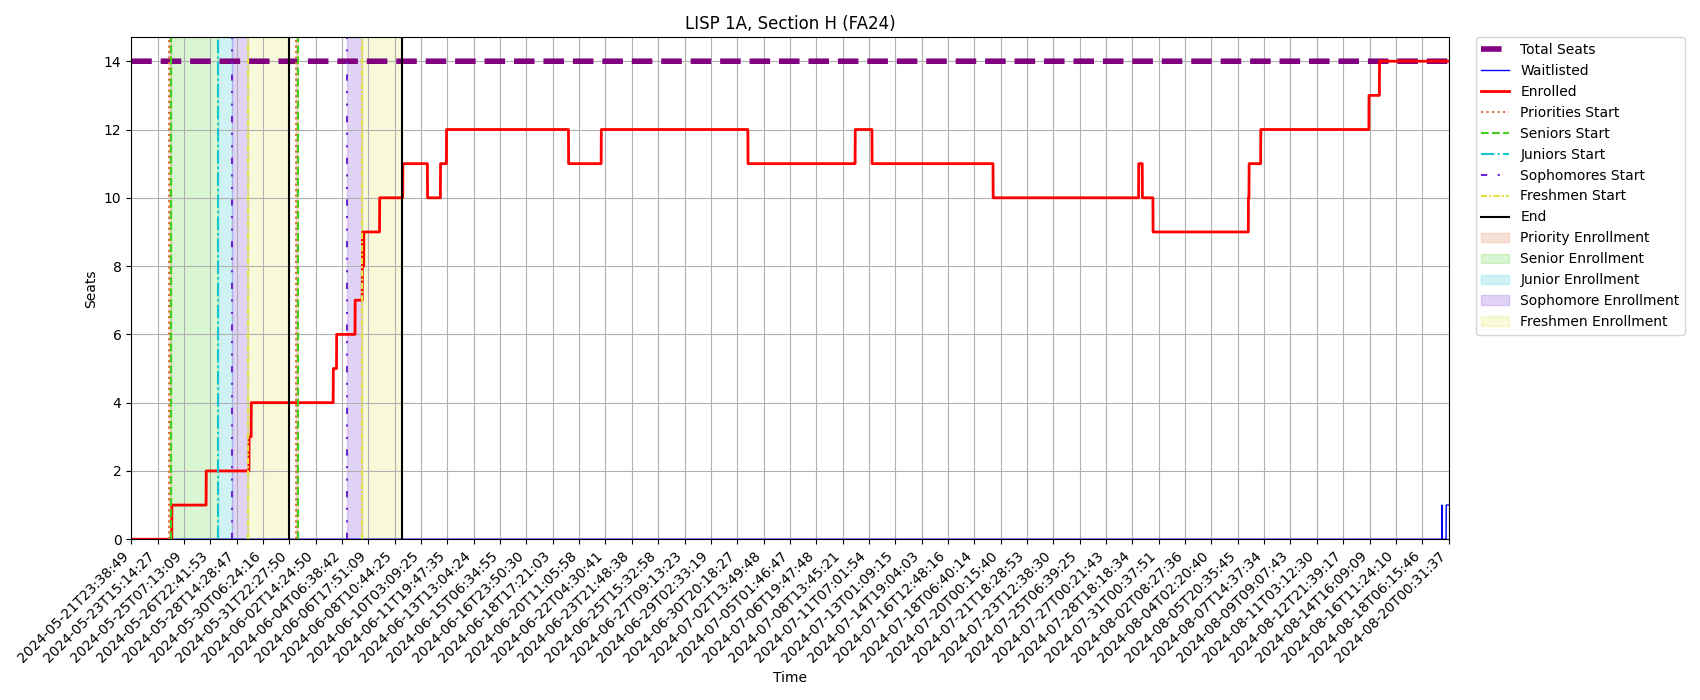 LISP 1A, Section H (FA24)
Seats
14
12
10
8
6
4
2
0
2024-05-21T23:38:49
2024-05-23T15:14:27
2024-05-25T07:13:09
2024-05-26T22:41:53
2024-05-28T14:28:47
2024-05-30T06:24:16
2024-05-31T22:27:50
2024-06-02T14:24:50
2024-06-04T06:38:42
2024-06-06T17:51:09
2024-06-08T10:44:25
2024-06-10T03:09:25
2024-06-11T19:47:35
2024-06-13T13:04:24
2024-06-15T06:34:55
2024-06-16T23:50:30
2024-06-18T17:21:03
2024-06-20T11:05:58
2024-06-22T04:30:41
2024-06-23T21:48:38
2024-06-25T15:32:58
2024-06-27T09:13:23
2024-06-29T02:33:19
2024-06-30T20:18:27
2024-07-02T13:49:48
2024-07-05T01:46:47
2024-07-06T19:47:48
2024-07-08T13:45:21
2024-07-11T07:01:54
2024-07-13T01:09:15
2024-07-14T19:04:03
2024-07-16T12:48:16
2024-07-18T06:40:14
2024-07-20T00:15:40
2024-07-21T18:28:53
2024-07-23T12:38:30
2024-07-25T06:39:25
2024-07-27T00:21:43
2024-07-28T18:18:34
2024-07-31T00:37:51
2024-08-02T08:27:36
2024-08-04T02:20:40
2024-08-05T20:35:45
2024-08-07T14:37:34
2024-08-09T09:07:43
2024-08-11T03:12:30
2024-08-12T21:39:17
2024-08-14T16:09:09
2024-08-16T11:24:10
2024-08-18T06:15:46
2024-08-20T00:31:37
Time
Total Seats
Waitlisted
Enrolled
Priorities Start
Seniors Start
Juniors Start
Sophomores Start
Freshmen Start
End
Priority Enrollment
Senior Enrollment
Junior Enrollment
Sophomore Enrollment
Freshmen Enrollment